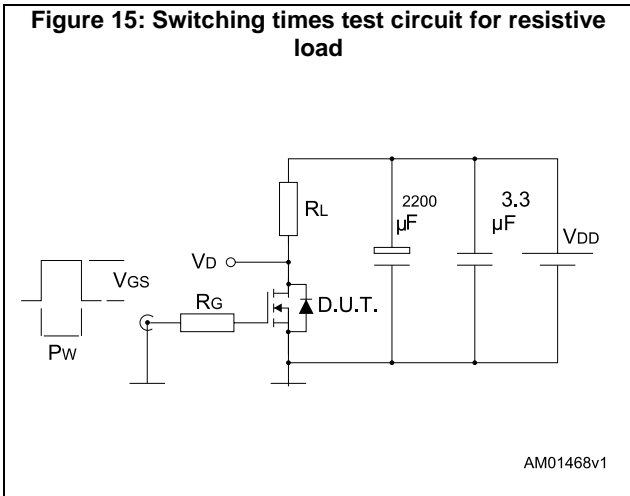 Figure 15: Switching times test circuit for resistive
load
RL
2200
μF
3.3
μF
VDD
VD
VGS
RG
D.U.T.
PW
AM01468v1